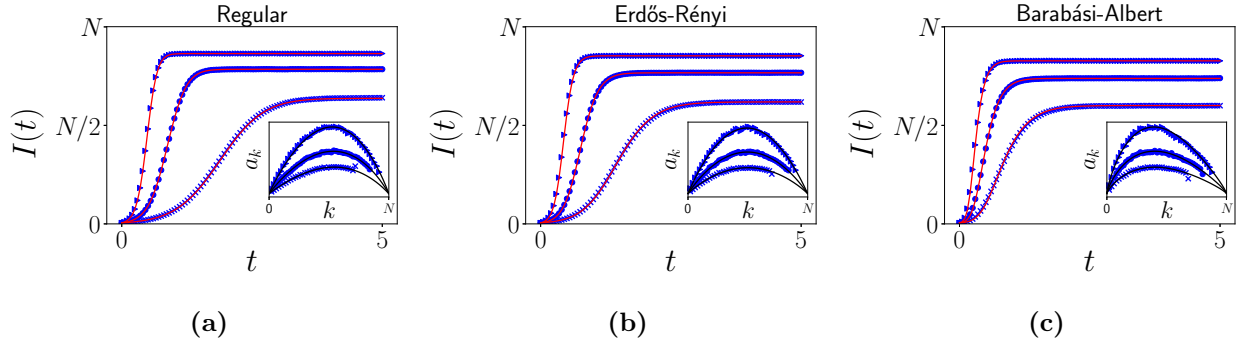 Regular
N
N/2
0
I(t)
a_k
0
k
N
0
5
t
(a)
Erdős-Rényi
N
N/2
0
I(t)
a_k
0
k
N
0
5
t
(b)
Barabási-Albert
N
N/2
0
I(t)
a_k
0
k
N
0
5
t
(c)